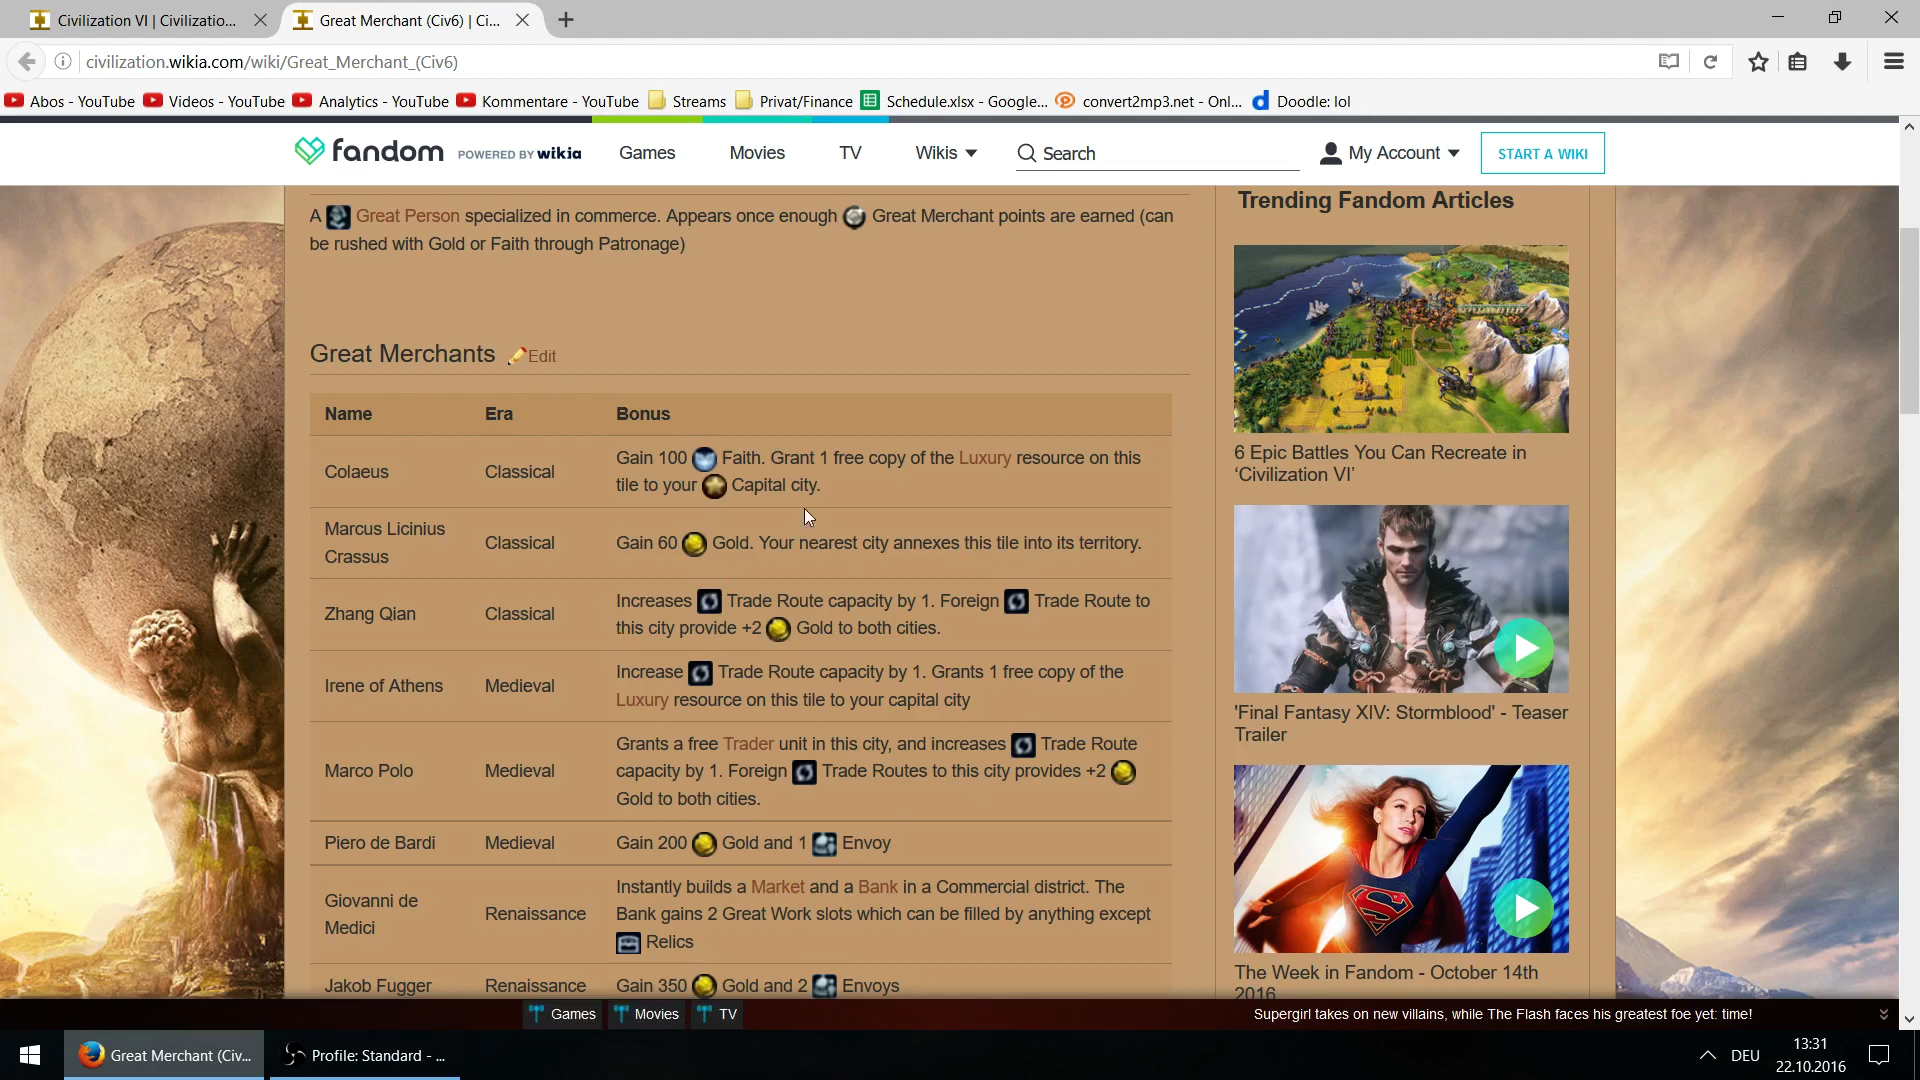 Civilization VI | Civilizatio...
Great Merchant (Civ6) | Ci...
civilization.wikia.com/wiki/Great_Merchant_(Civ6)
Abos - YouTube
Videos - YouTube
Analytics - YouTube
Kommentare - YouTube
Streams
Privat/Finance
Schedule.xlsx - Google...
convert2mp3.net - Onl...
Doodle: lol
fandom POWERED BY wikia
Games
Movies
TV
Wikis
Search
My Account
START A WIKI
A Great Person specialized in commerce. Appears once enough Great Merchant points are earned (can
be rushed with Gold or Faith through Patronage)
Great Merchants Edit
Name Era Bonus
Colaeus
Classical
Gain 100 Faith. Grant 1 free copy of the Luxury resource on this
tile to your Capital city.
Marcus Licinius
Crassus
Classical
Gain 60 Gold. Your nearest city annexes this tile into its territory.
Zhang Qian
Classical
Increases Trade Route capacity by 1. Foreign Trade Route to
this city provide +2 Gold to both cities.
Irene of Athens
Medieval
Increase Trade Route capacity by 1. Grants 1 free copy of the
Luxury resource on this tile to your capital city
Marco Polo
Medieval
Grants a free Trader unit in this city, and increases Trade Route
capacity by 1. Foreign Trade Routes to this city provides +2
Gold to both cities.
Piero de Bardi
Medieval
Gain 200 Gold and 1 Envoy
Giovanni de
Medici
Renaissance
Instantly builds a Market and a Bank in a Commercial district. The
Bank gains 2 Great Work slots which can be filled by anything except
Relics
Jakob Fugger
Renaissance
Gain 350 Gold and 2 Envoys
Trending Fandom Articles
6 Epic Battles You Can Recreate in
‘Civilization VI’
'Final Fantasy XIV: Stormblood' - Teaser
Trailer
The Week in Fandom - October 14th
2016
Games
Movies
TV
Supergirl takes on new villains, while The Flash faces his greatest foe yet: time!
Great Merchant (Civ...
Profile: Standard - ...
DEU
13:31
22.10.2016